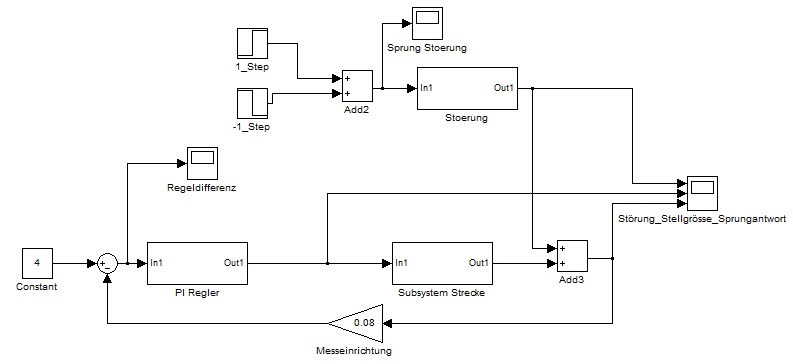 Sprung Stoerung
1_Step
+
+
Add2
-1_Step
In1 Out1
Stoerung
Regeldifferenz
Störung_Stellgrösse_Sprungantwort
4
Constant
+
−
In1 Out1
PI Regler
In1 Out1
Subsystem Strecke
+
+
Add3
0.08
Messeinrichtung